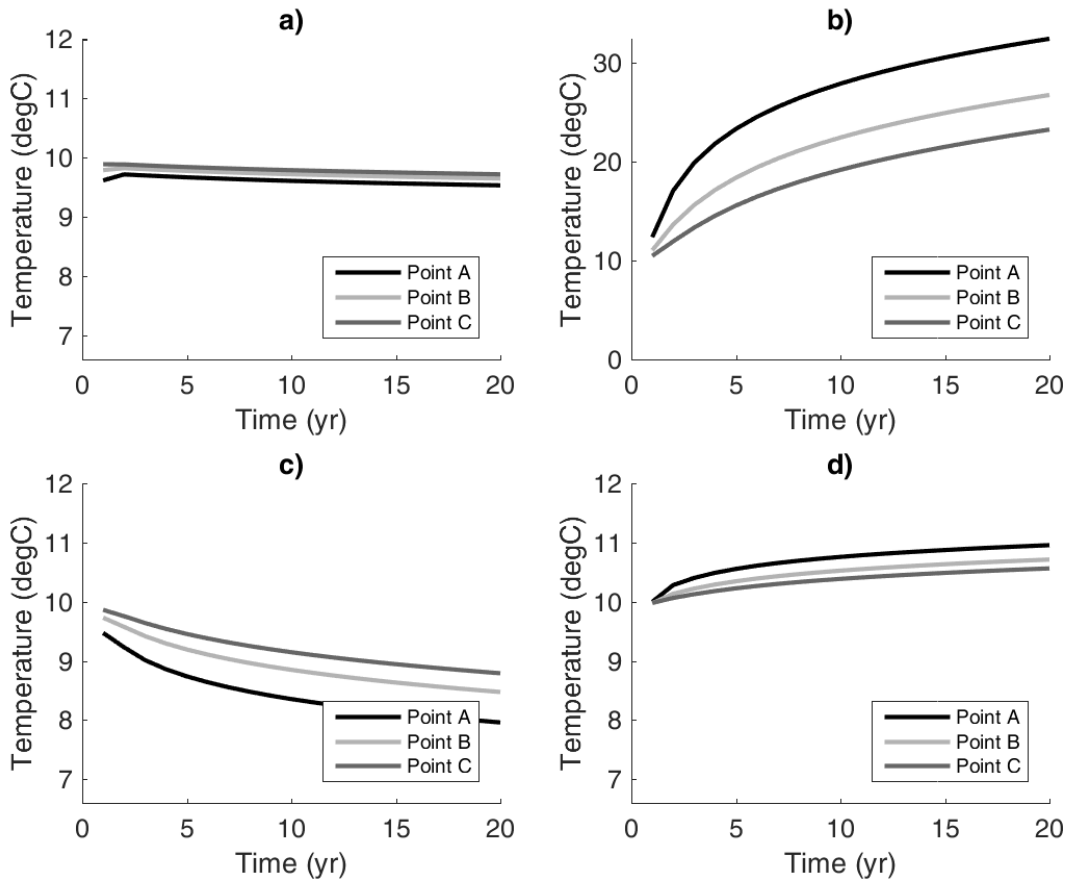 a)
12
11
10
9
8
7
Temperature (degC)
Point A
Point B
Point C
0 5 10 15 20
Time (yr)
b)
30
20
10
0
Temperature (degC)
Point A
Point B
Point C
0 5 10 15 20
Time (yr)
c)
12
11
10
9
8
7
Temperature (degC)
Point A
Point B
Point C
0 5 10 15 20
Time (yr)
d)
12
11
10
9
8
7
Temperature (degC)
Point A
Point B
Point C
0 5 10 15 20
Time (yr)